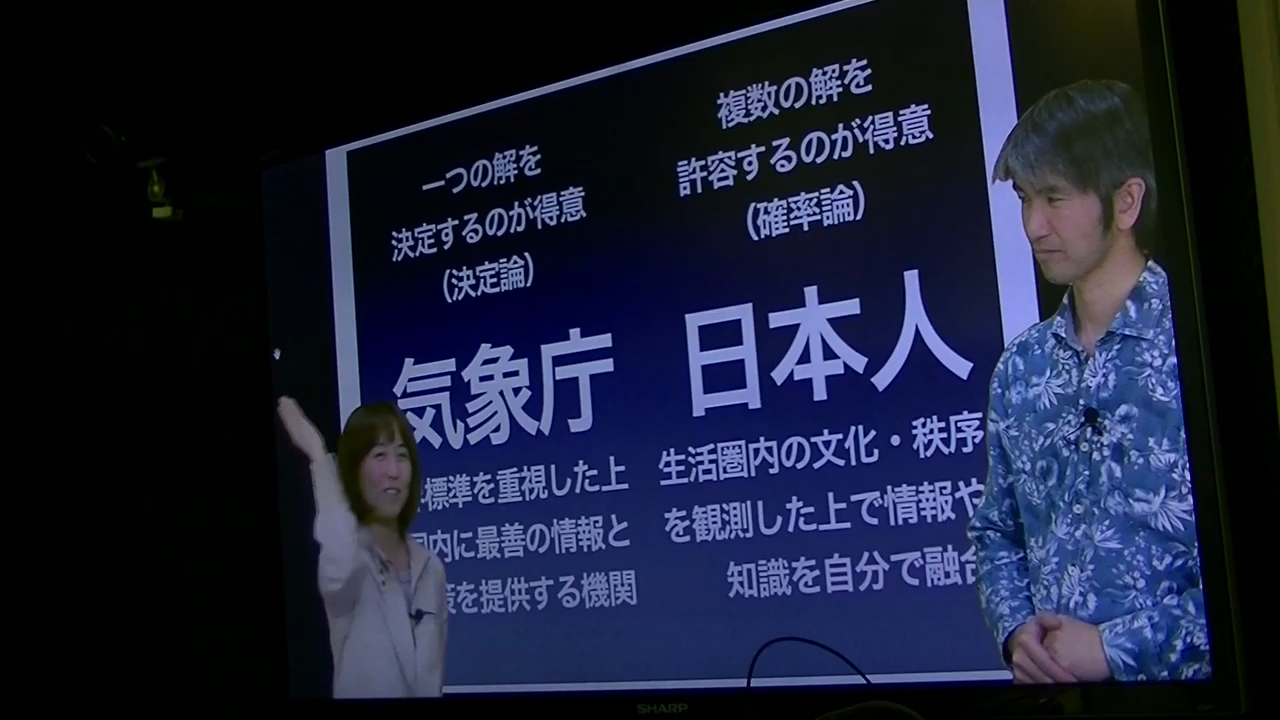 一つの解を
決定するのが得意
(決定論)
気象庁
標準を重視した上
内に最善の情報と
策を提供する機関
複数の解を
許容するのが得意
(確率論)
日本人
生活圏内の文化・秩序
を観測した上で情報や
知識を自分で融合
SHARP